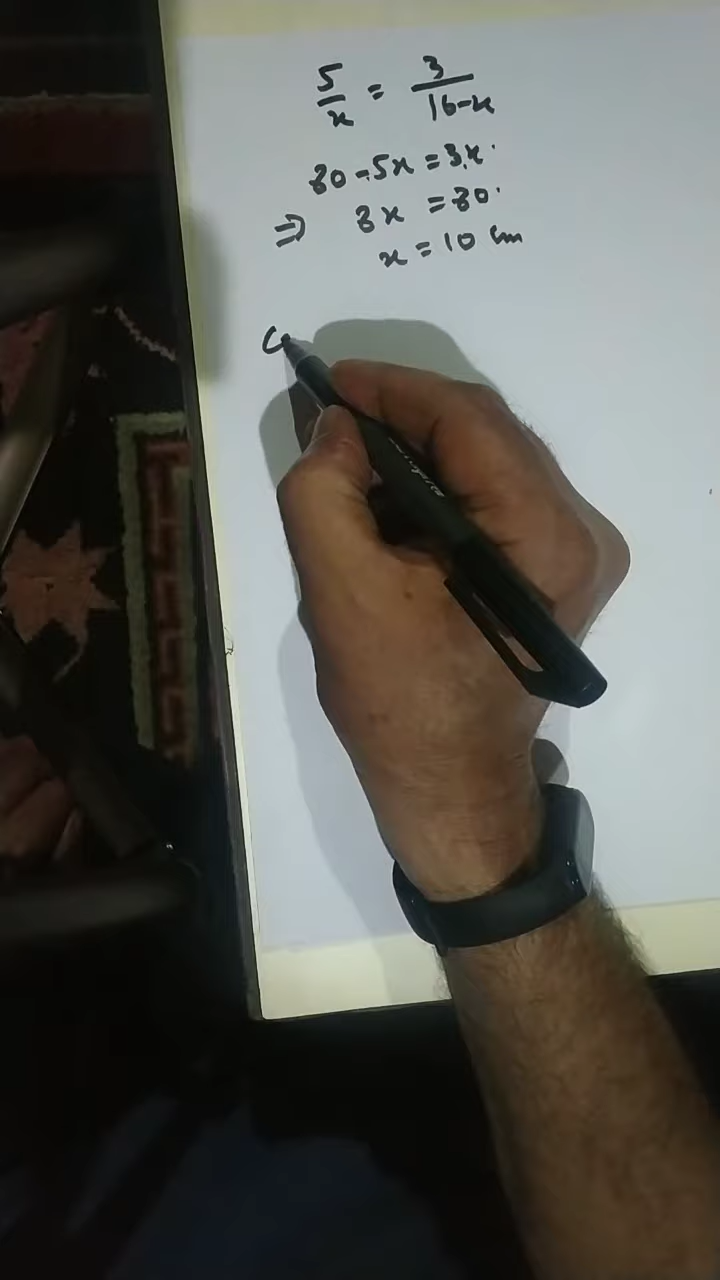 5/x = 3/16-x
80-5x=3x
⇒ 8x = 80
x = 10 cm
C